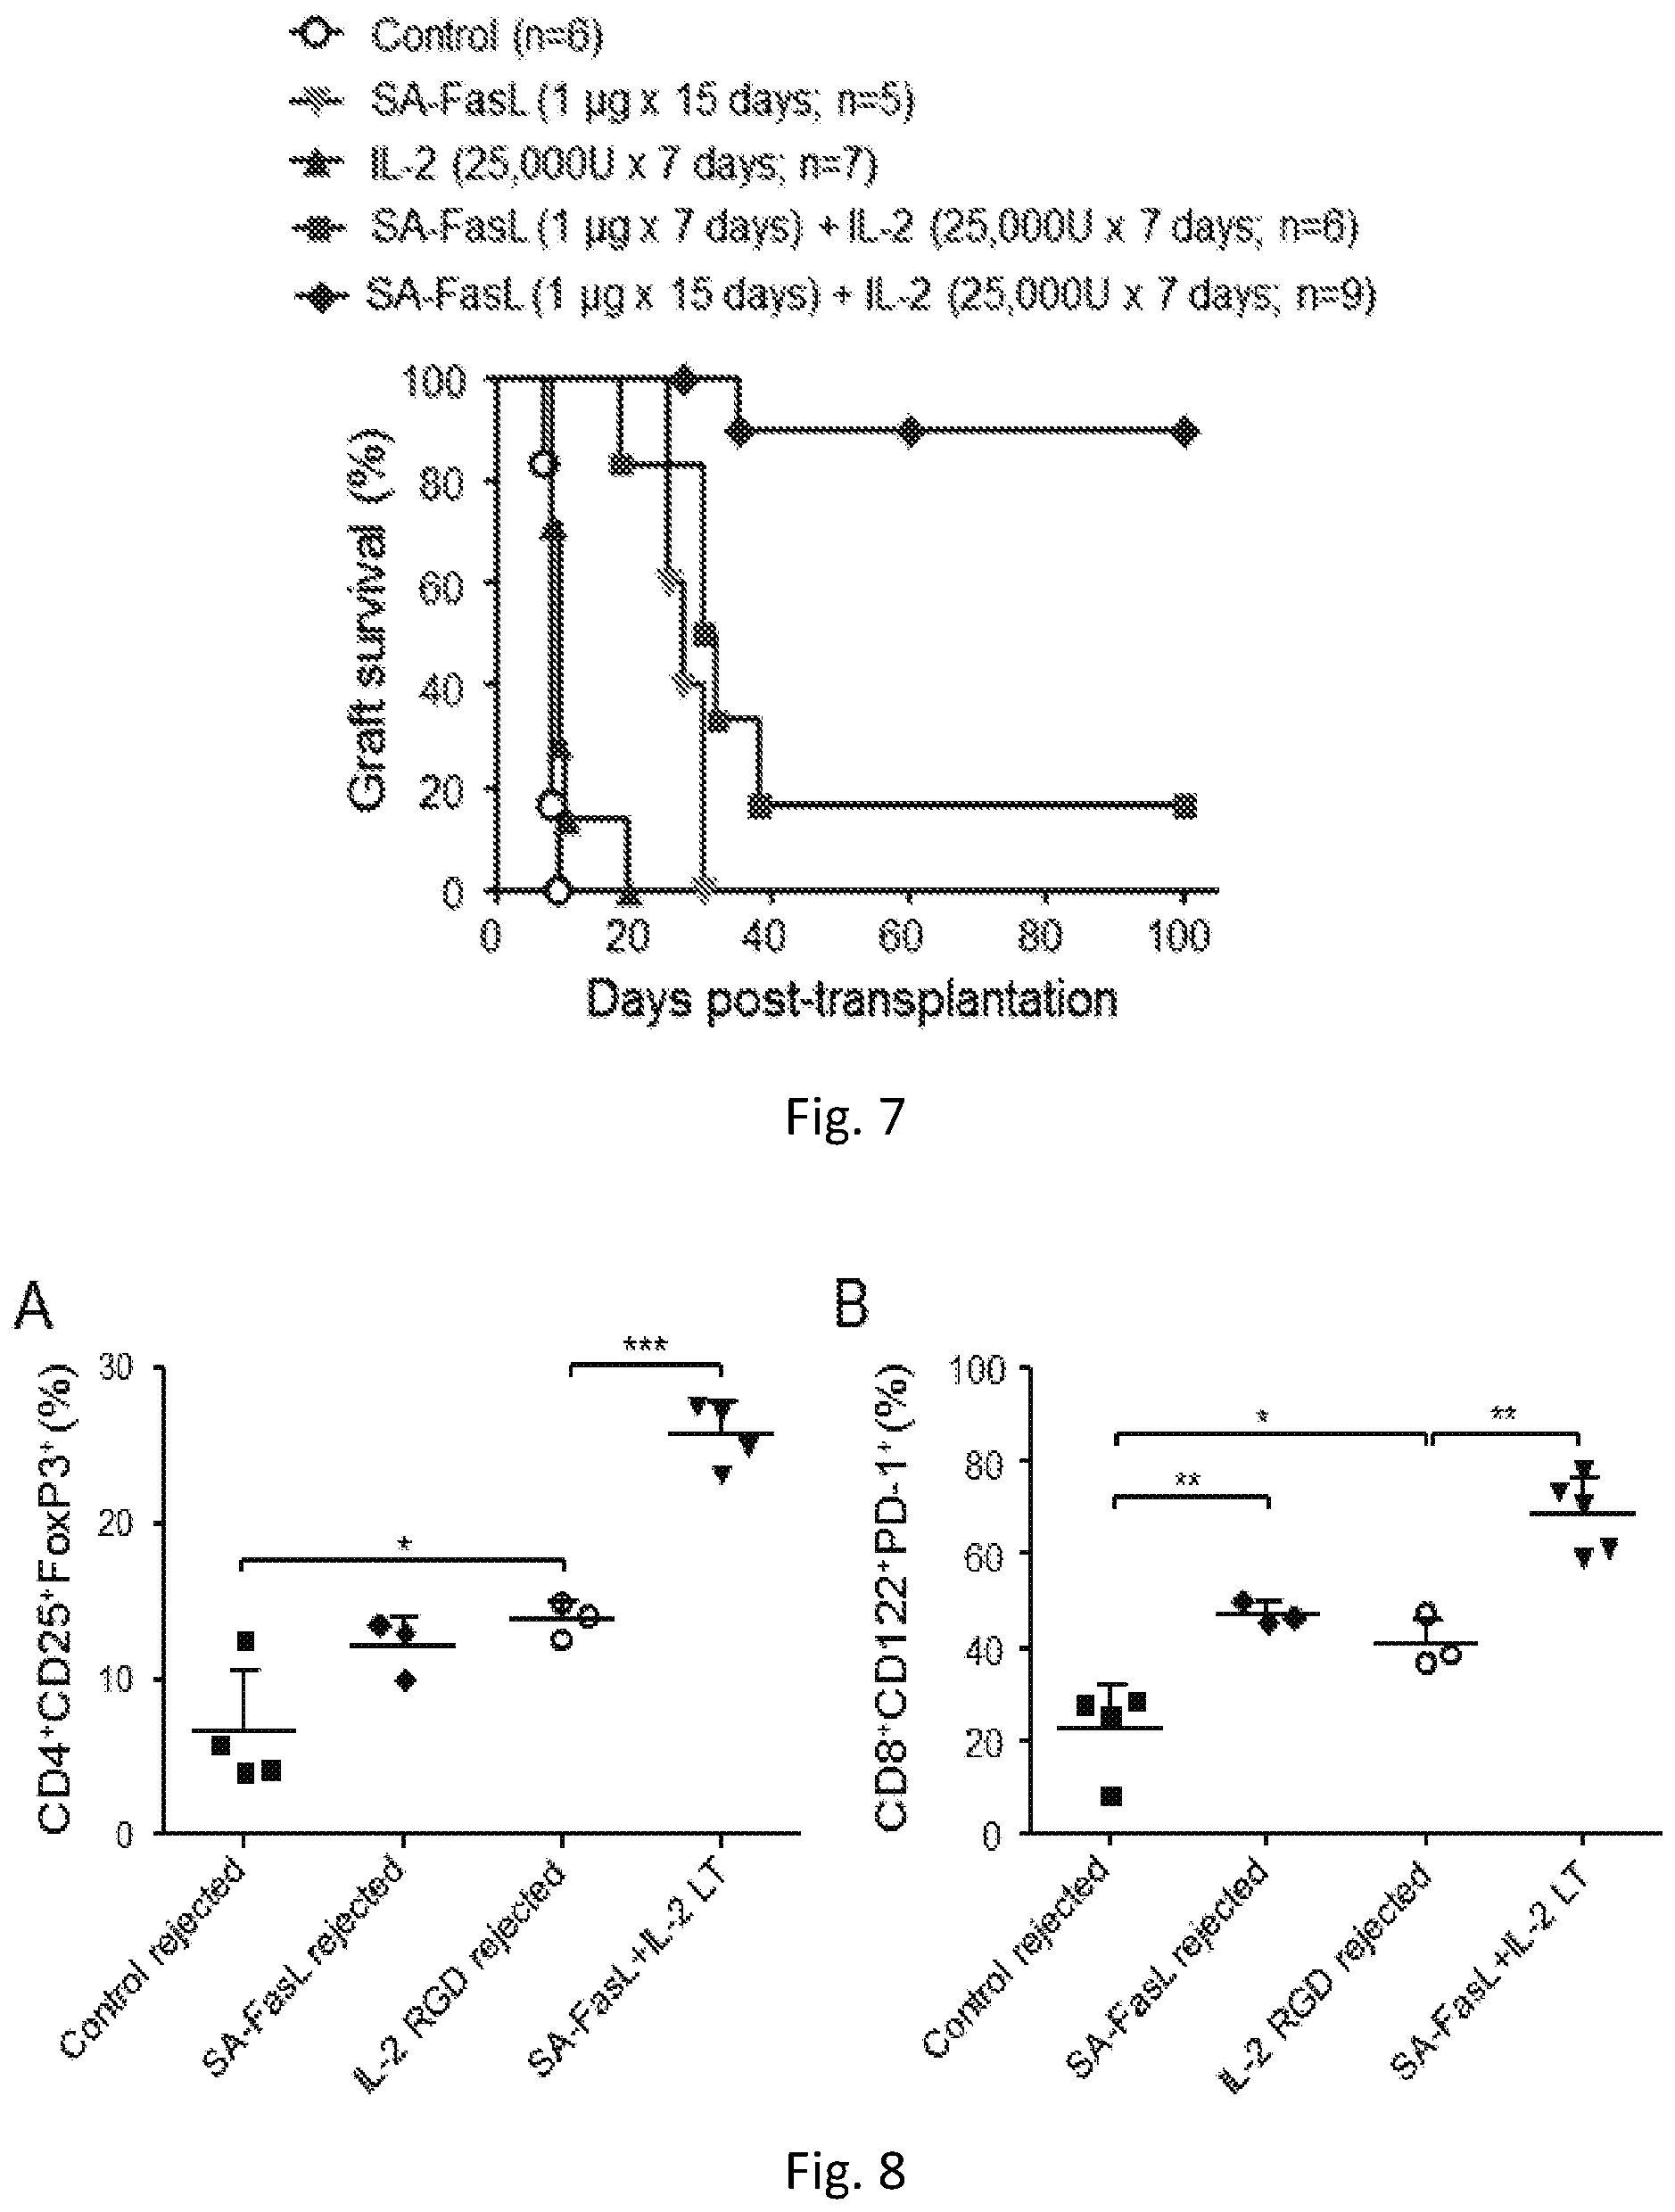 Control (n=6)
SA-FasL (1 µg x 15 days; n=5)
IL-2 (25,000U x 7 days; n=7)
SA-FasL (1 µg x 7 days) + IL-2 (25,000U x 7 days; n=6)
SA-FasL (1 µg x 15 days) + IL-2 (25,000U x 7 days; n=9)
Graft survival (%)
100
80
60
40
20
0
0 20 40 60 80 100
Days post-transplantation
Fig. 7
A
CD4⁺CD25⁺FoxP3⁺ (%)
30
20
10
0
*
***
Control rejected
SA-FasL rejected
IL-2 RGD rejected
SA-FasL+IL-2 LT
B
CD8⁺CD122⁺PD-1⁺ (%)
100
80
60
40
20
0
*
**
**
Control rejected
SA-FasL rejected
IL-2 RGD rejected
SA-FasL+IL-2 LT
Fig. 8